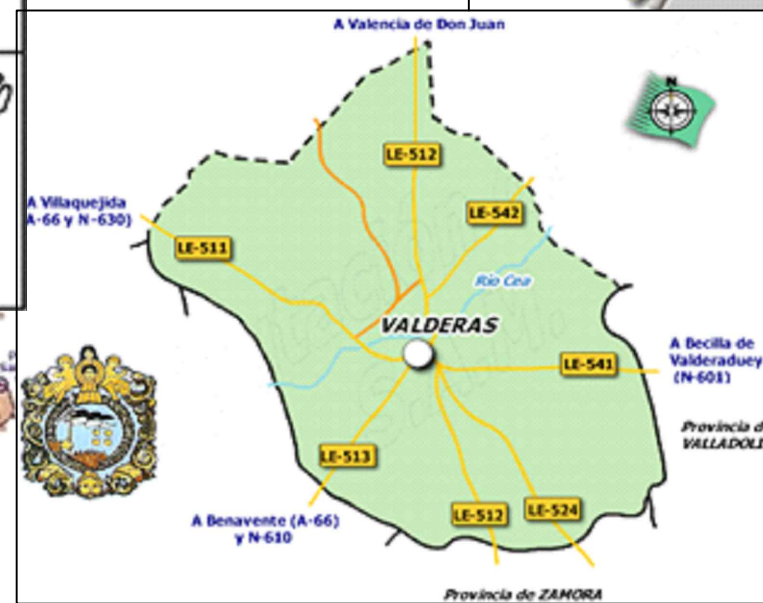 A Valencia de Don Juan
N
LE-512
LE-542
A Villaquejida
A-66 y N-630)
LE-511
Río Cea
VALDERAS
A Becilla de
Valderaduey
(N-601)
LE-541
Provincia d
VALLADOLI
LE-513
A Benavente (A-66)
y N-610
LE-512
LE-524
Provincia de ZAMORA